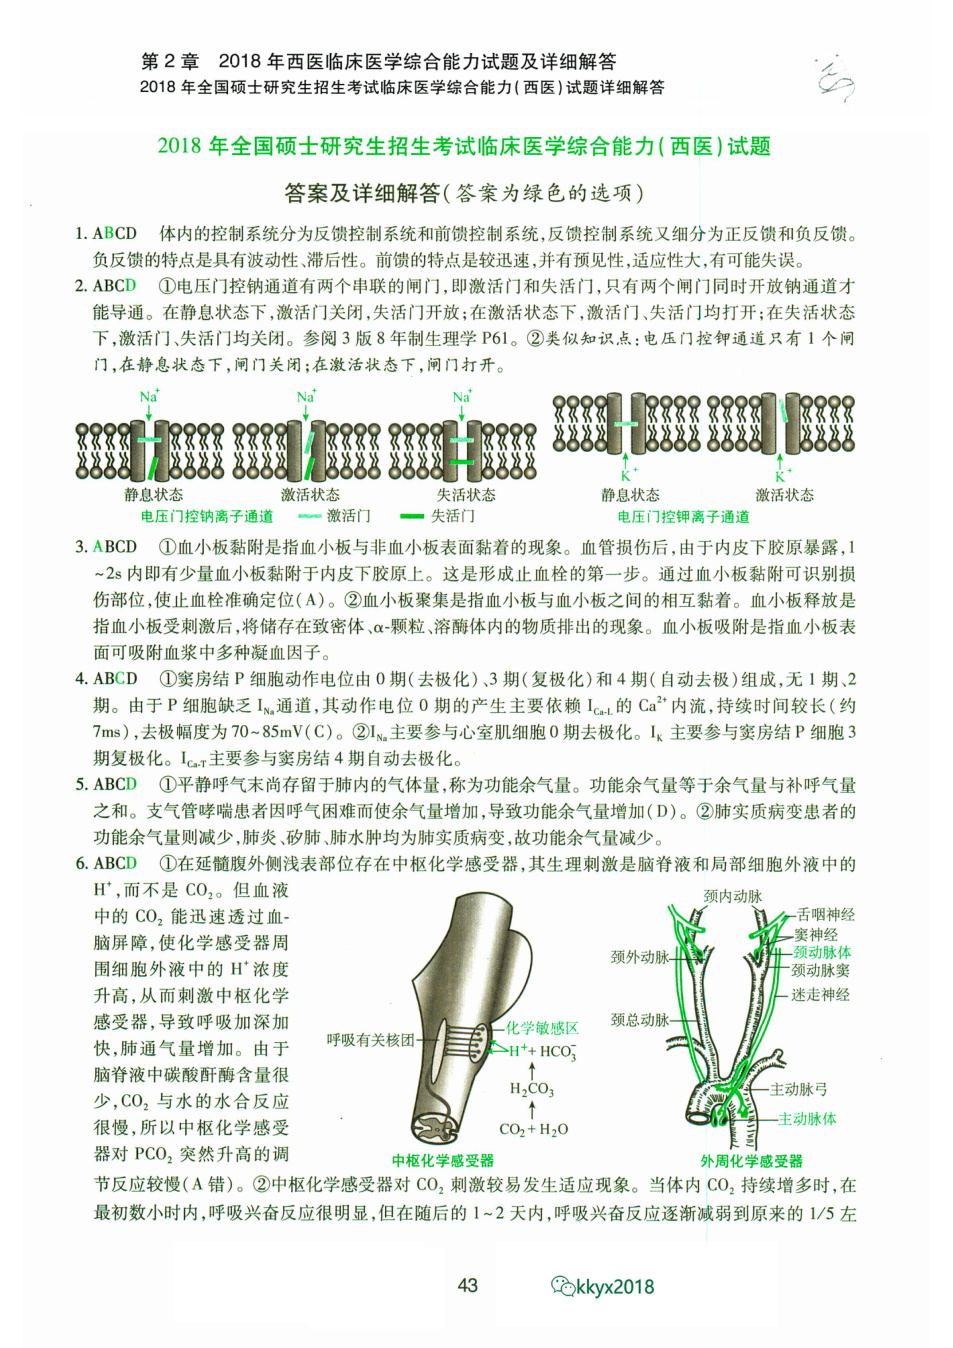 第2章 2018年西医临床医学综合能力试题及详细解答
2018年全国硕士研究生招生考试临床医学综合能力(西医)试题详细解答
2018年全国硕士研究生招生考试临床医学综合能力(西医)试题
答案及详细解答(答案为绿色的选项)
1. ABCD 体内的控制系统分为反馈控制系统和前馈控制系统,反馈控制系统又细分为正反馈和负反馈。
负反馈的特点是具有波动性、滞后性。前馈的特点是较迅速,并有预见性,适应性大,有可能失误。
2. ABCD ①电压门控钠通道有两个串联的闸门,即激活门和失活门,只有两个闸门同时开放钠通道才
能导通。在静息状态下,激活门关闭,失活门开放;在激活状态下,激活门、失活门均打开;在失活状态
下,激活门、失活门均关闭。参阅3版8年制生理学P61。②类似知识点:电压门控钾通道只有1个闸
门,在静息状态下,闸门关闭;在激活状态下,闸门打开。
Na⁺ Na⁺ Na⁺
K⁺ K⁺
静息状态 激活状态 失活状态 静息状态 激活状态
电压门控钠离子通道 激活门 失活门 电压门控钾离子通道
3. ABCD ①血小板黏附是指血小板与非血小板表面黏着的现象。血管损伤后,由于内皮下胶原暴露,1
~2s内即有少量血小板黏附于内皮下胶原上。这是形成止血栓的第一步。通过血小板黏附可识别损
伤部位,使止血栓准确定位(A)。②血小板聚集是指血小板与血小板之间的相互黏着。血小板释放是
指血小板受刺激后,将储存在致密体、α-颗粒、溶酶体内的物质排出的现象。血小板吸附是指血小板表
面可吸附血浆中多种凝血因子。
4. ABCD ①窦房结P细胞动作电位由0期(去极化)、3期(复极化)和4期(自动去极)组成,无1期、2
期。由于P细胞缺乏I_Na通道,其动作电位0期的产生主要依赖I_Ca-L的Ca²⁺内流,持续时间较长(约
7ms),去极幅度为70~85mV(C)。②I_Na主要参与心室肌细胞0期去极化。I_K主要参与窦房结P细胞3
期复极化。I_Ca-T主要参与窦房结4期自动去极化。
5. ABCD ①平静呼气末尚存留于肺内的气体量,称为功能余气量。功能余气量等于余气量与补呼气量
之和。支气管哮喘患者因呼气困难而使余气量增加,导致功能余气量增加(D)。②肺实质病变患者的
功能余气量则减少,肺炎、矽肺、肺水肿均为肺实质病变,故功能余气量减少。
6. ABCD ①在延髓腹外侧浅表部位存在中枢化学感受器,其生理刺激是脑脊液和局部细胞外液中的
H⁺,而不是CO₂。但血液
中的CO₂能迅速透过血-
脑屏障,使化学感受器周
围细胞外液中的H⁺浓度
升高,从而刺激中枢化学
感受器,导致呼吸加深加
快,肺通气量增加。由于
脑脊液中碳酸酐酶含量很
少,CO₂与水的水合反应
很慢,所以中枢化学感受
器对PCO₂突然升高的调
呼吸有关核团
化学敏感区
H⁺+HCO₃⁻
H₂CO₃
CO₂+H₂O
中枢化学感受器
颈内动脉
舌咽神经
窦神经
颈外动脉
颈动脉体
颈动脉窦
迷走神经
颈总动脉
主动脉弓
主动脉体
外周化学感受器
节反应较慢(A错)。②中枢化学感受器对CO₂刺激较易发生适应现象。当体内CO₂持续增多时,在
最初数小时内,呼吸兴奋反应很明显,但在随后的1~2天内,呼吸兴奋反应逐渐减弱到原来的1/5左
43
kkyx2018